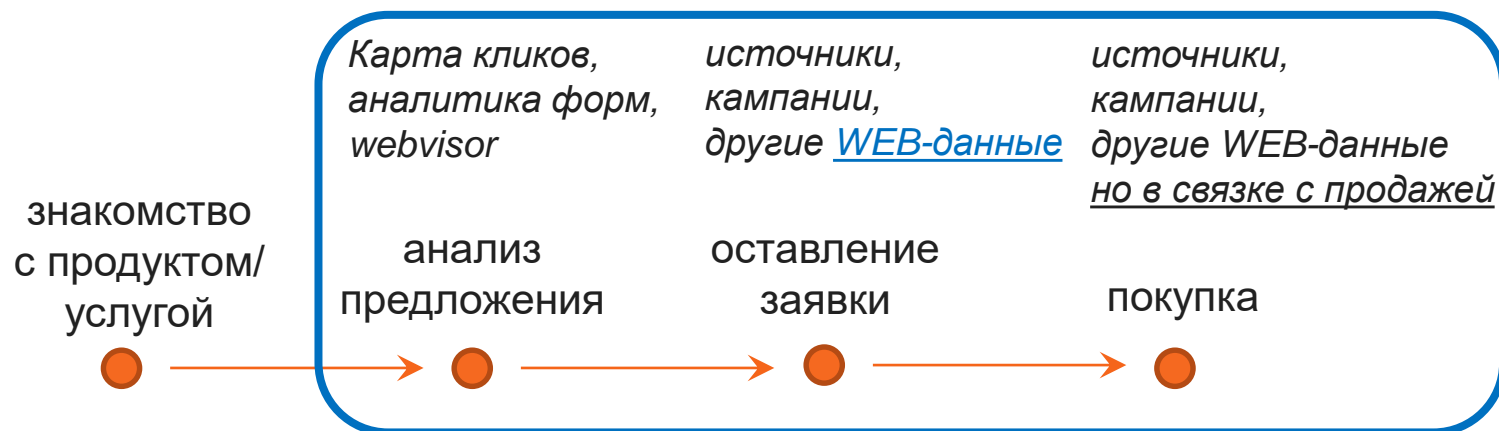 Карта кликов,
аналитика форм,
webvisor
источники,
кампании,
другие WEB-данные
источники,
кампании,
другие WEB-данные
но в связке с продажей
знакомство
с продуктом/
услугой
анализ
предложения
оставление
заявки
покупка